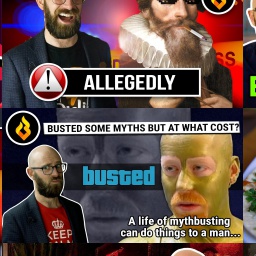 ALLEGEDLY
BUSTED SOME MYTHS BUT AT WHAT COST?
busted
KEEP
A life of mythbusting
can do things to a man...